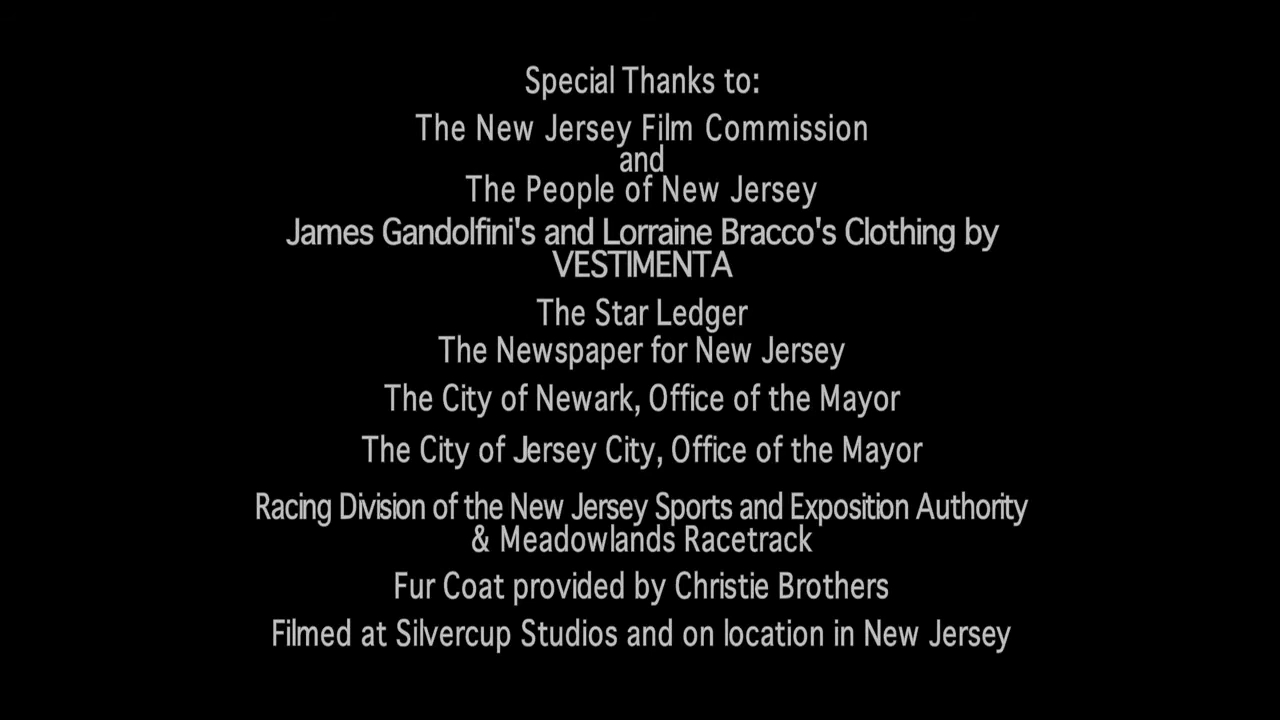 Special Thanks to:
The New Jersey Film Commission
and
The People of New Jersey
James Gandolfini's and Lorraine Bracco's Clothing by
VESTIMENTA
The Star Ledger
The Newspaper for New Jersey
The City of Newark, Office of the Mayor
The City of Jersey City, Office of the Mayor
Racing Division of the New Jersey Sports and Exposition Authority
& Meadowlands Racetrack
Fur Coat provided by Christie Brothers
Filmed at Silvercup Studios and on location in New Jersey